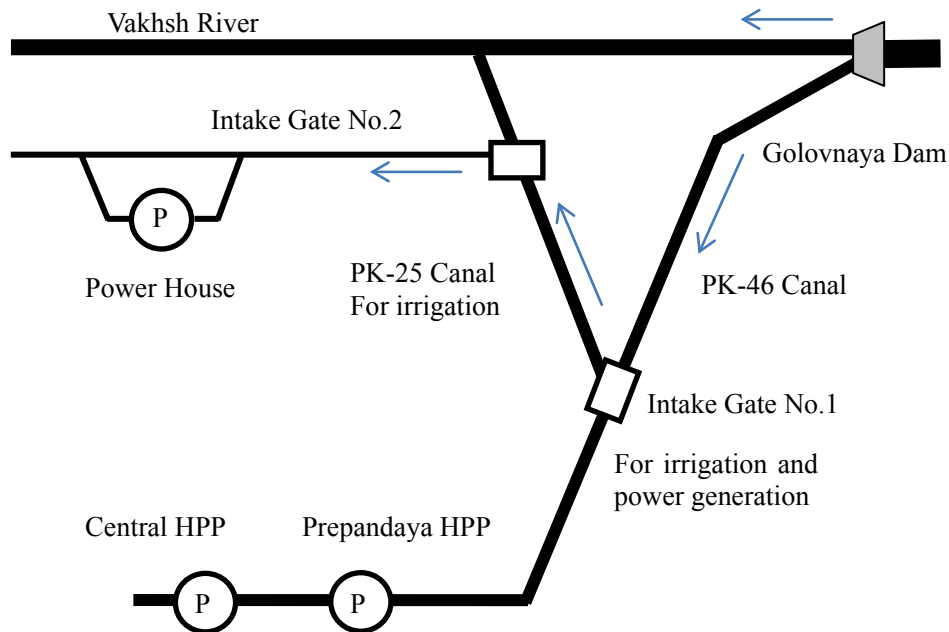 Vakhsh River
Intake Gate No.2
Golovnaya Dam
P
Power House
PK-25 Canal
For irrigation
PK-46 Canal
Intake Gate No.1
For irrigation and
power generation
Central HPP
Prepandaya HPP
P
P